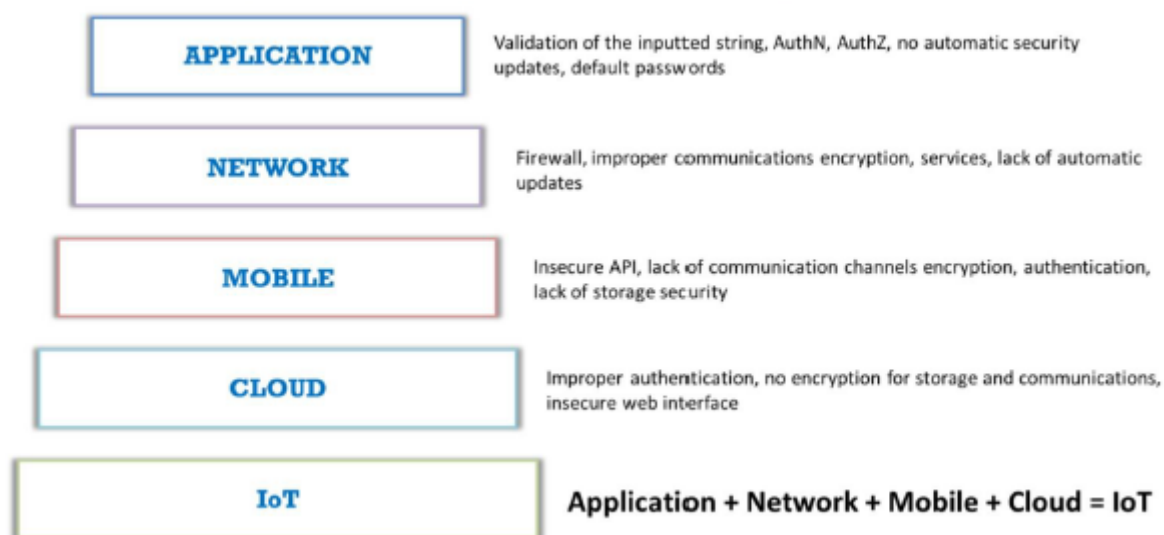 APPLICATION
Validation of the inputted string, AuthN, AuthZ, no automatic security
updates, default passwords
NETWORK
Firewall, improper communications encryption, services, lack of automatic
updates
MOBILE
Insecure API, lack of communication channels encryption, authentication,
lack of storage security
CLOUD
Improper authentication, no encryption for storage and communications,
insecure web interface
IoT
Application + Network + Mobile + Cloud = IoT